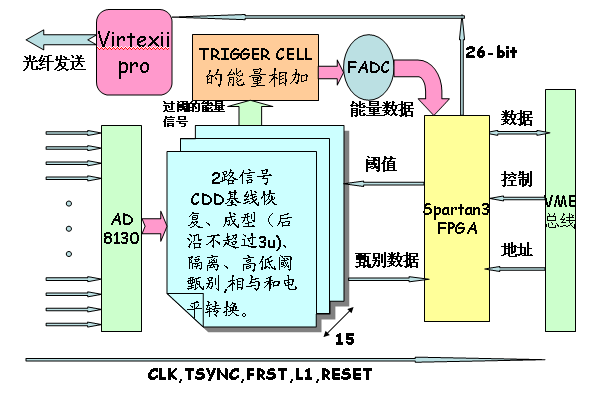 Virtexii
pro
光纤发送
TRIGGER CELL
的能量相加
FADC
26-bit
过阈的能量
信号
能量数据
数据
阈值
控制
2路信号
CDD基线恢
复、成型（后
沿不超过3u)、
隔离、高低阈
甄别,相与和电
平转换。
AD
8130
Spartan3
FPGA
VME
总线
地址
甄别数据
15
CLK,TSYNC,FRST,L1,RESET